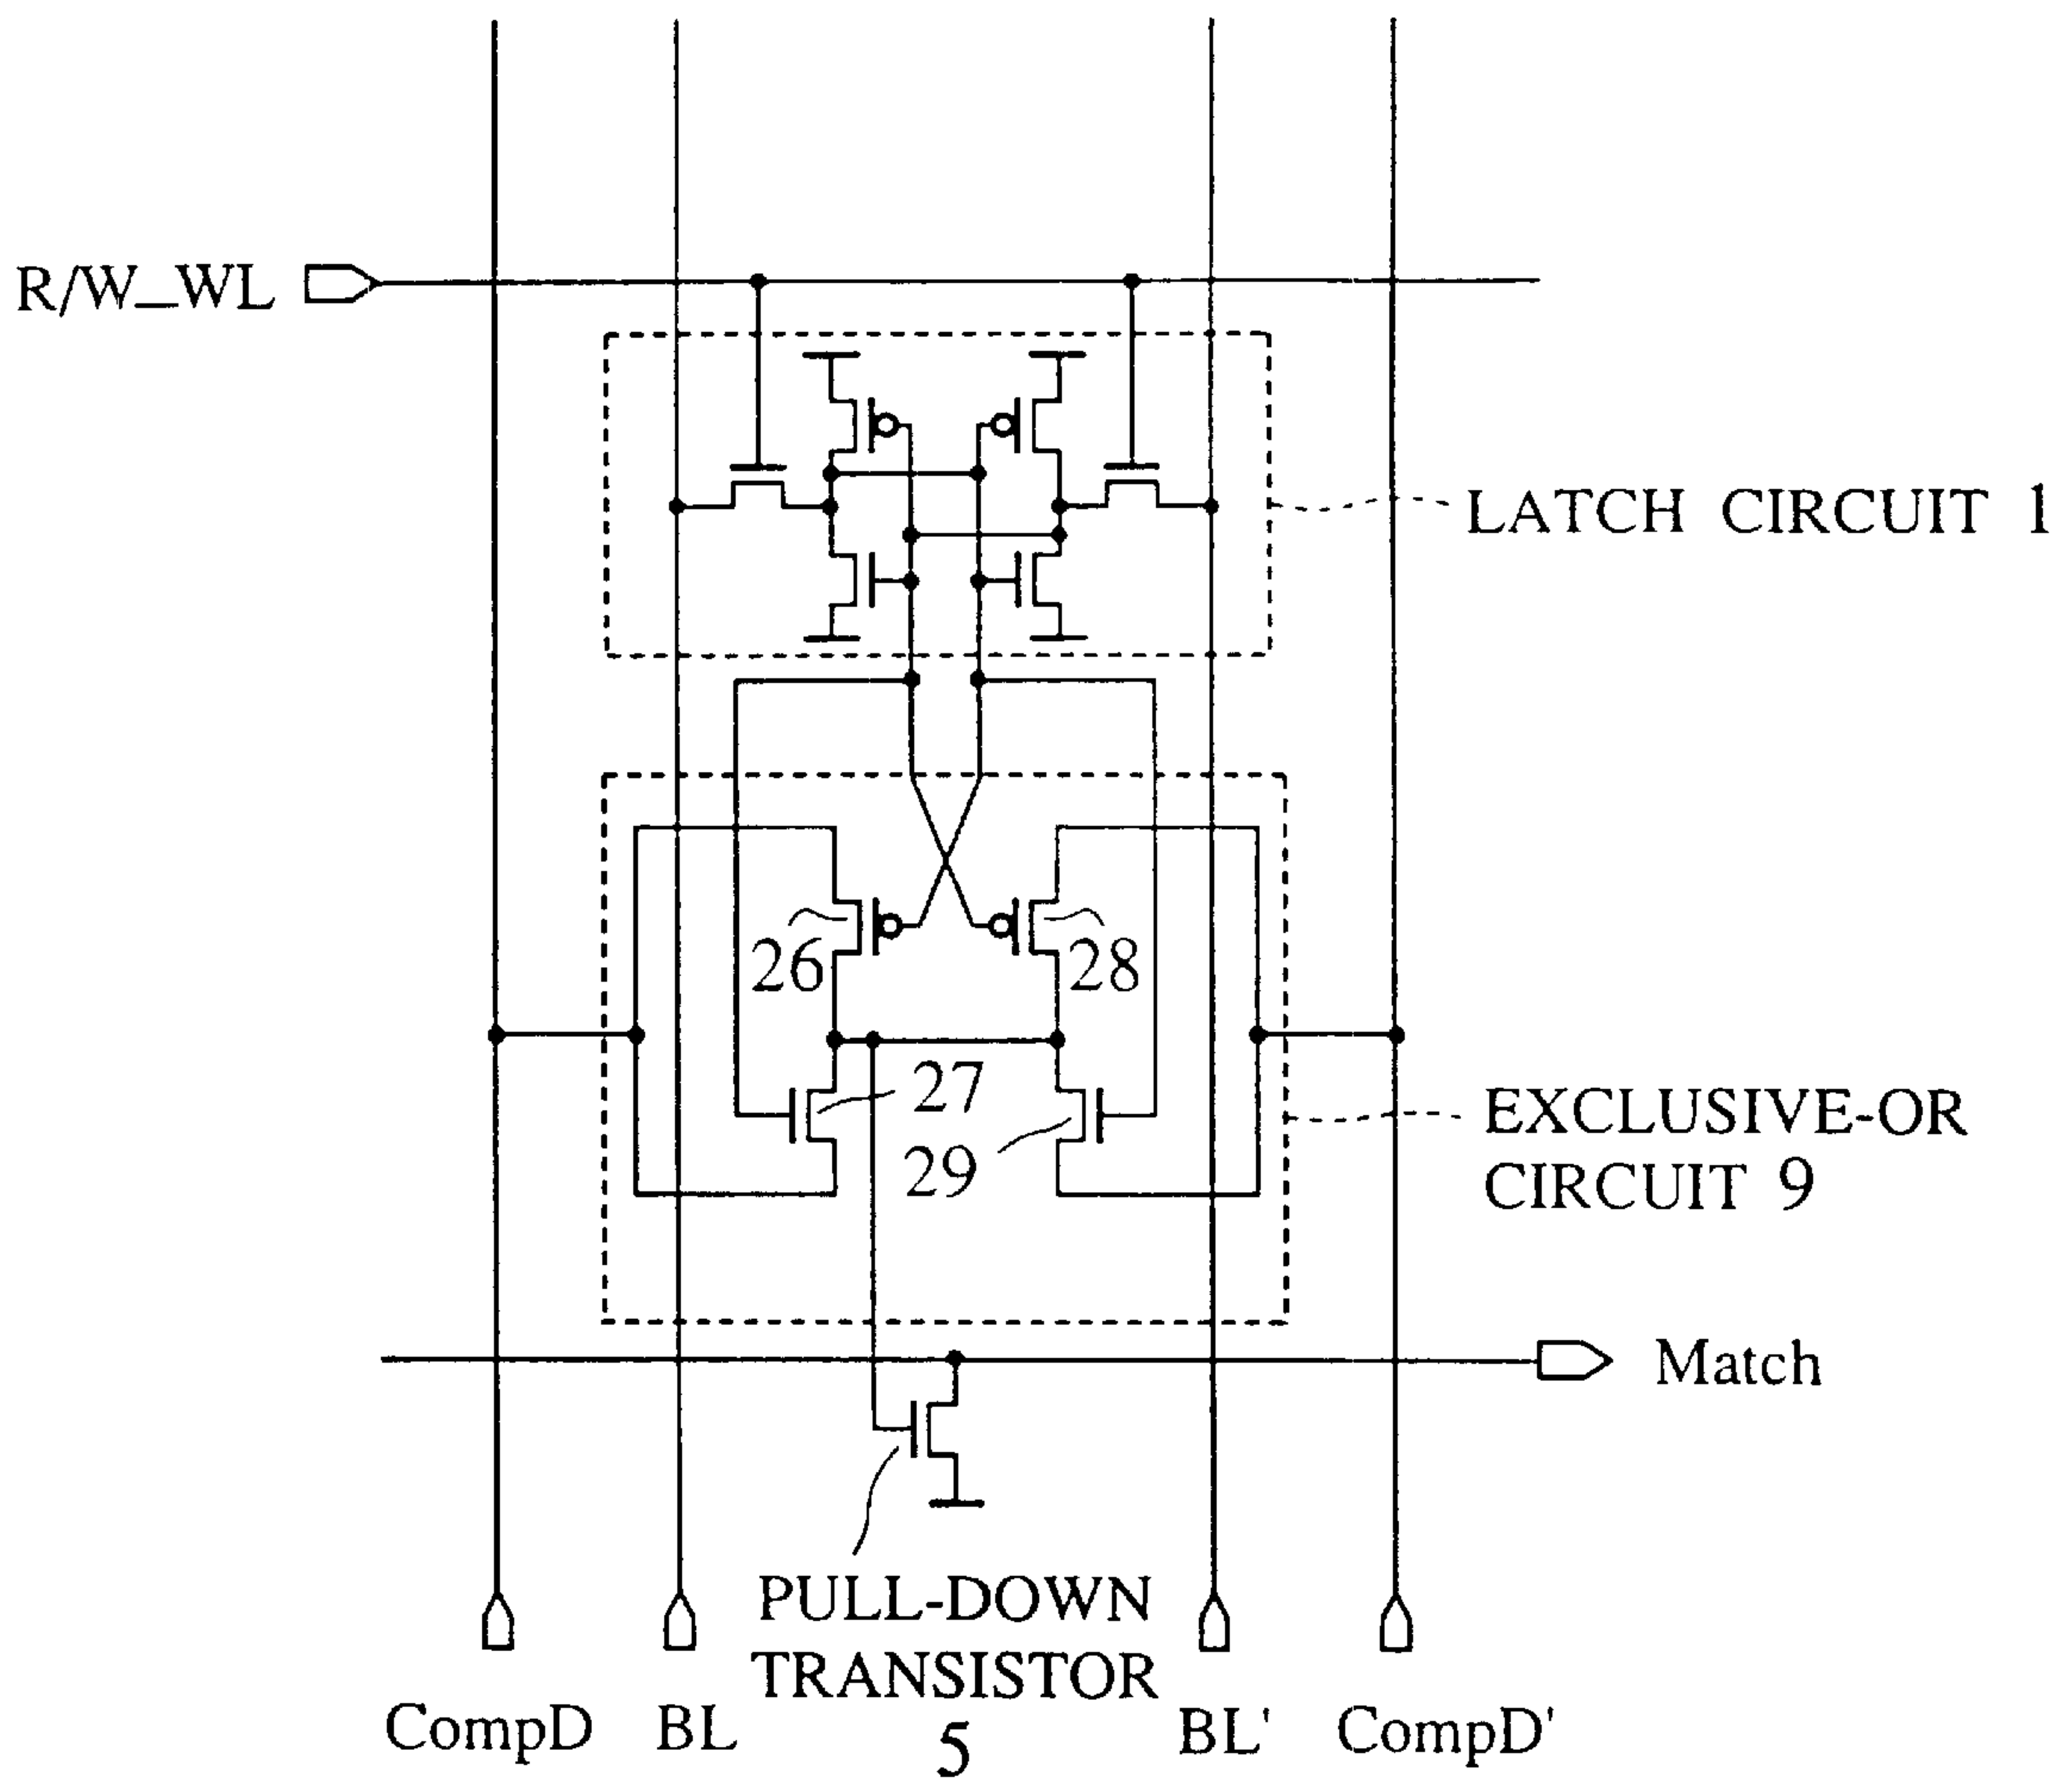 R/W_WL
LATCH CIRCUIT 1
26
28
27
29
EXCLUSIVE-OR
CIRCUIT 9
Match
PULL-DOWN
TRANSISTOR
5
CompD
BL
BL'
CompD'